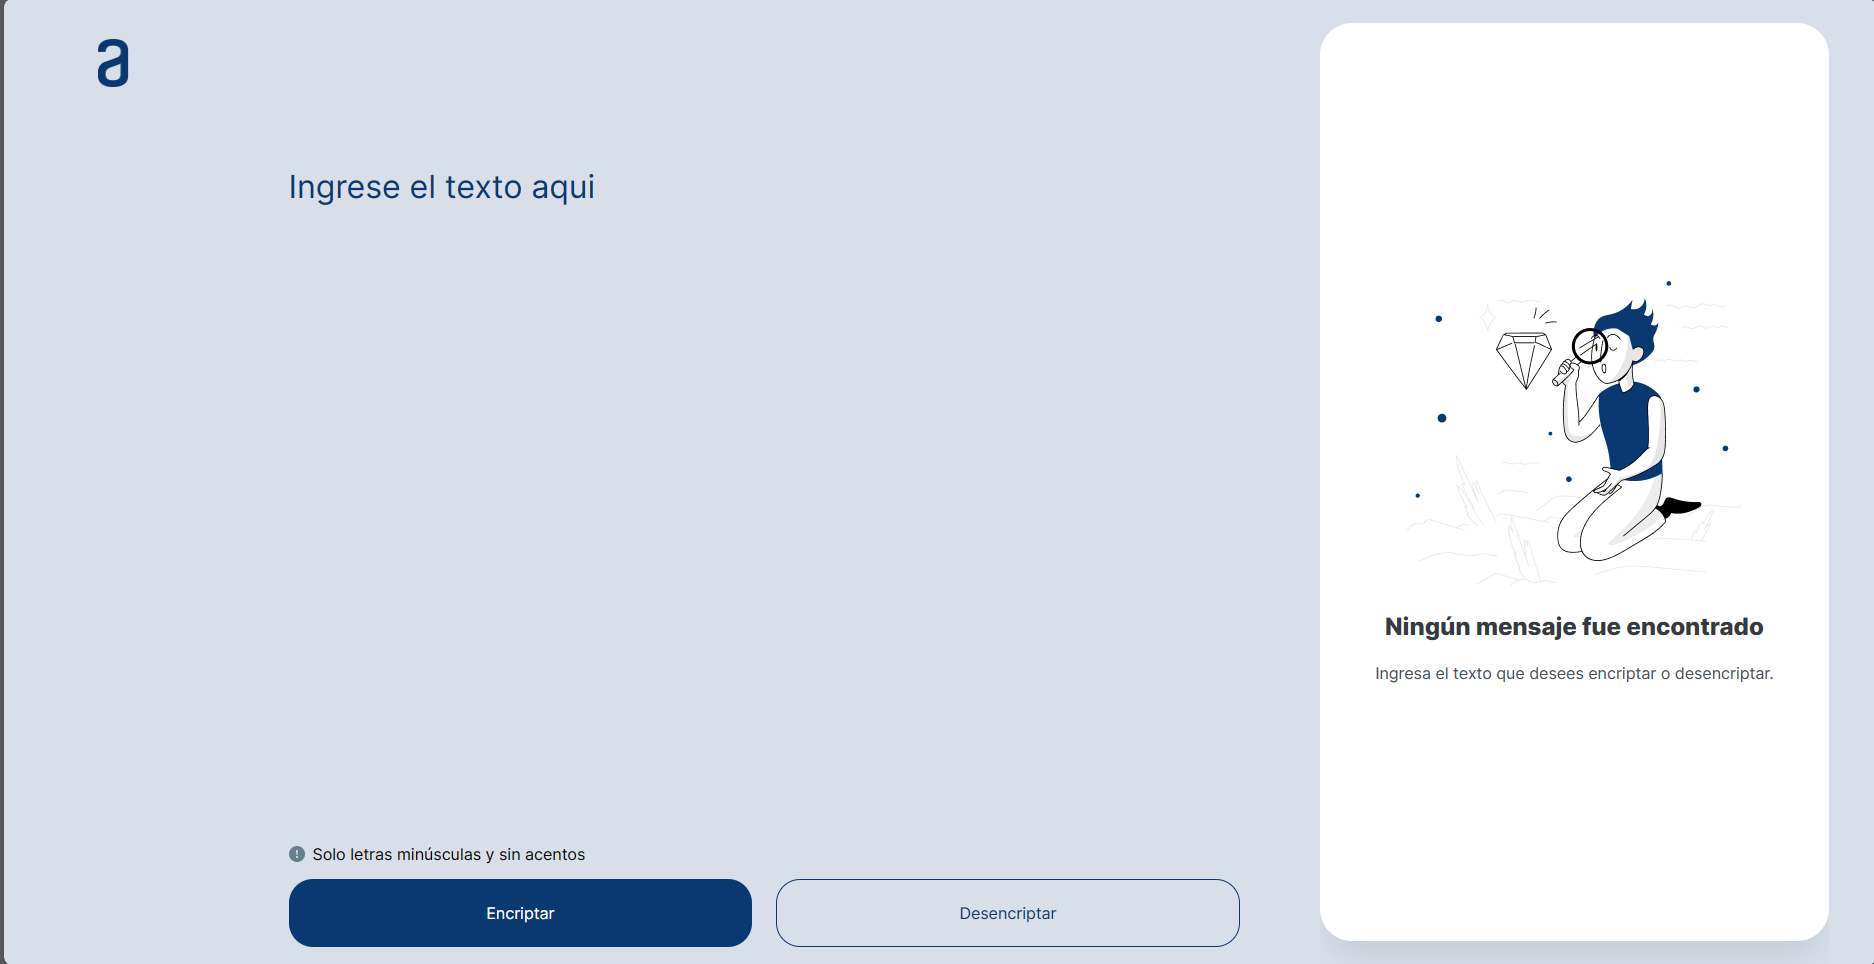 a
Ingrese el texto aqui
Solo letras minúsculas y sin acentos
Encriptar
Desencriptar
Ningún mensaje fue encontrado
Ingresa el texto que desees encriptar o desencriptar.